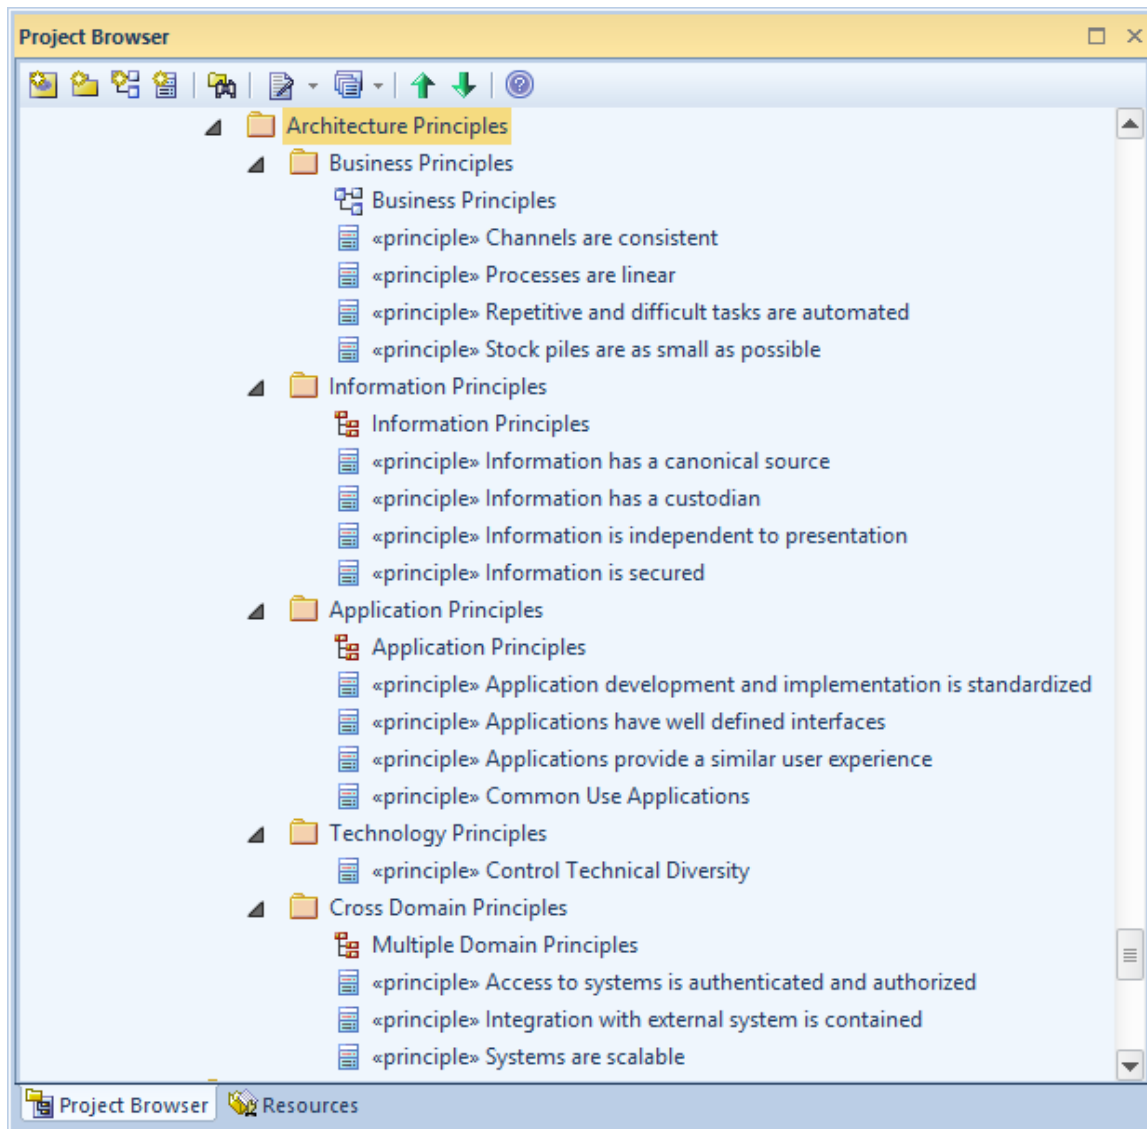 Project Browser
Architecture Principles
Business Principles
Business Principles
«principle» Channels are consistent
«principle» Processes are linear
«principle» Repetitive and difficult tasks are automated
«principle» Stock piles are as small as possible
Information Principles
Information Principles
«principle» Information has a canonical source
«principle» Information has a custodian
«principle» Information is independent to presentation
«principle» Information is secured
Application Principles
Application Principles
«principle» Application development and implementation is standardized
«principle» Applications have well defined interfaces
«principle» Applications provide a similar user experience
«principle» Common Use Applications
Technology Principles
«principle» Control Technical Diversity
Cross Domain Principles
Multiple Domain Principles
«principle» Access to systems is authenticated and authorized
«principle» Integration with external system is contained
«principle» Systems are scalable
Project Browser Resources